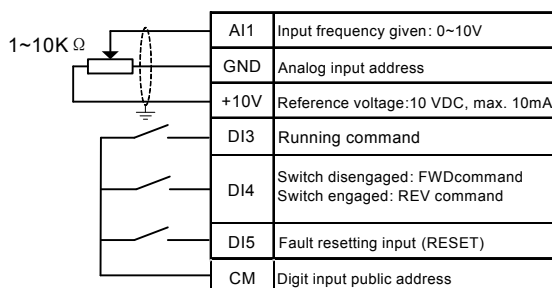 1~10K Ω
AI1 Input frequency given: 0~10V
GND Analog input address
+10V Reference voltage:10 VDC, max. 10mA
DI3 Running command
DI4 Switch disengaged: FWDcommand
Switch engaged: REV command
DI5 Fault resetting input (RESET)
CM Digit input public address